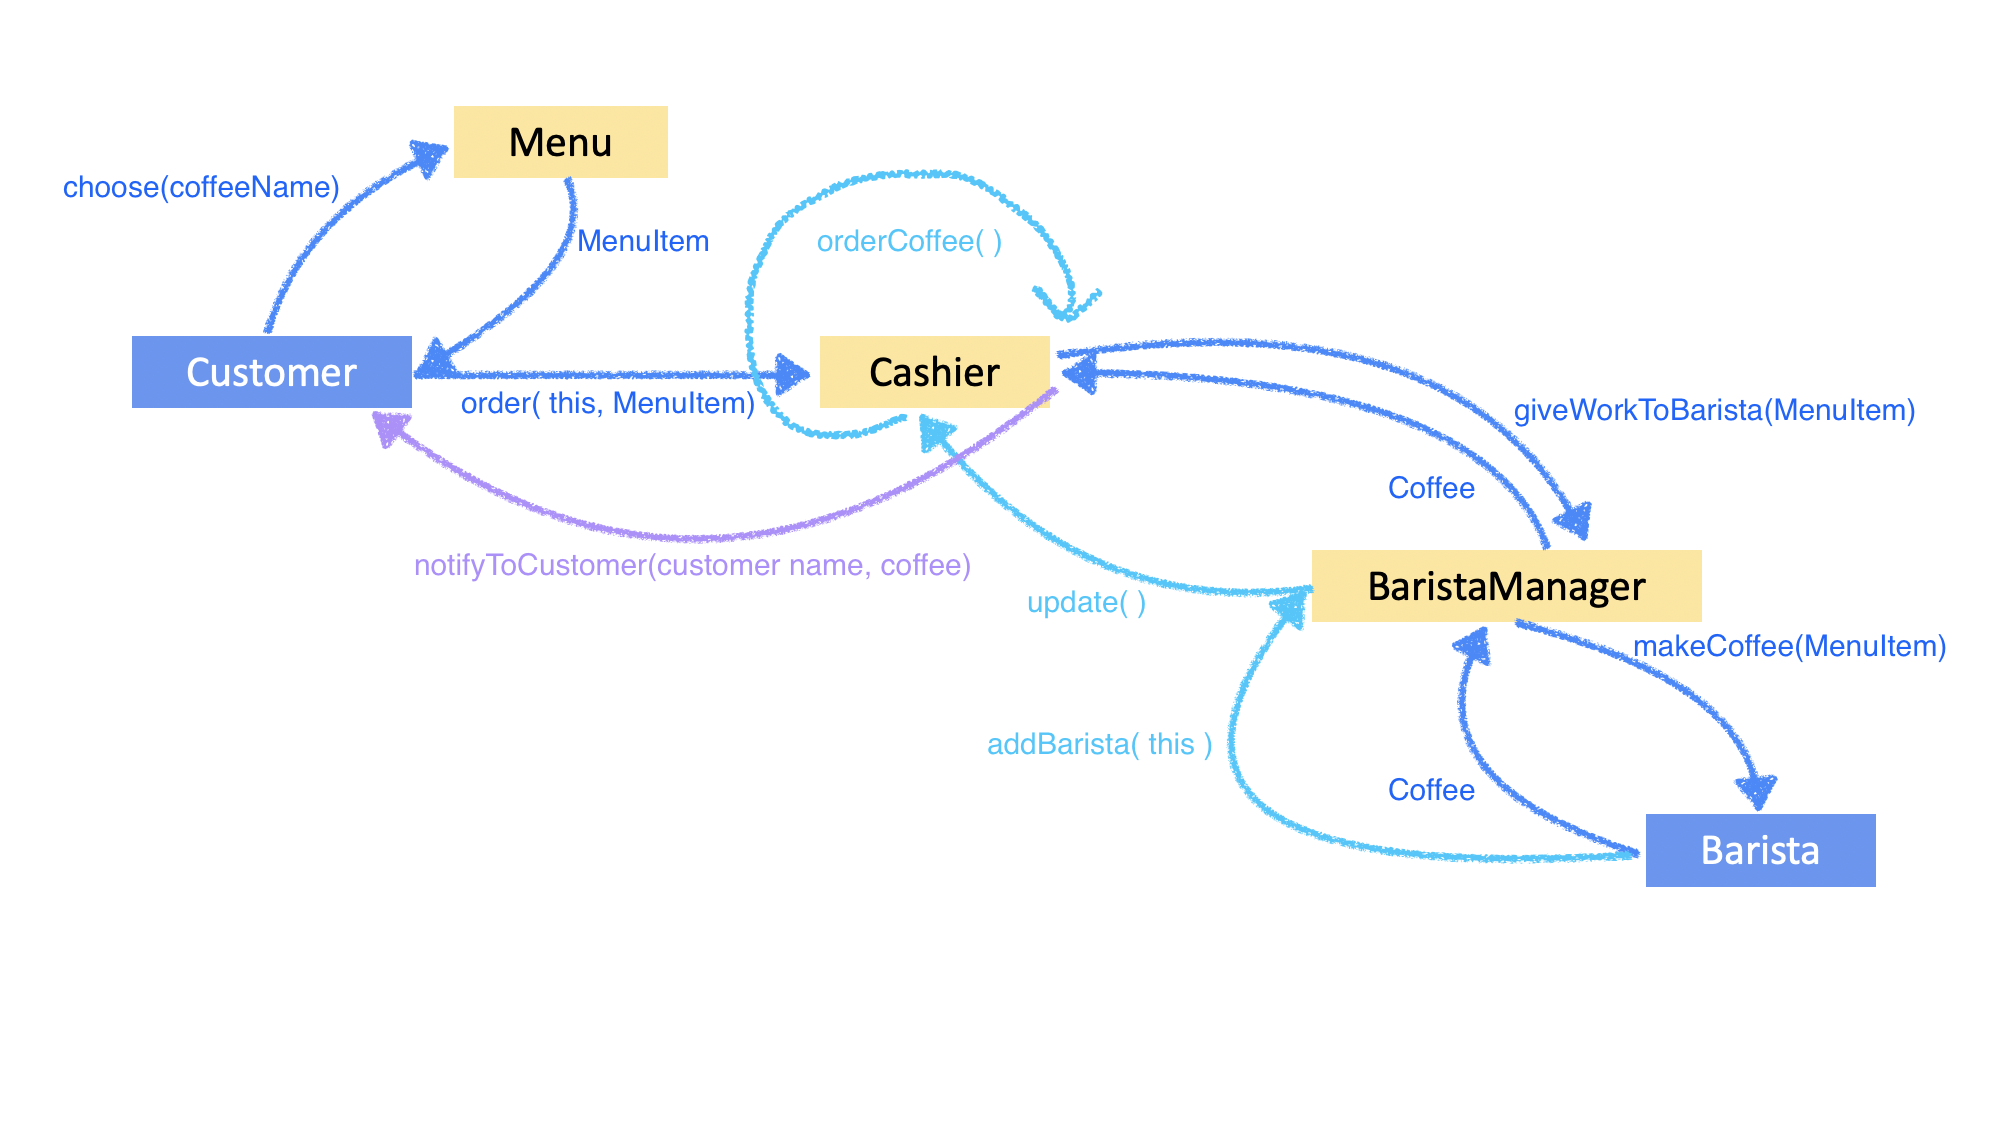 Menu
choose(coffeeName)
MenuItem
orderCoffee( )
Customer
Cashier
order( this, MenuItem)
giveWorkToBarista(MenuItem)
Coffee
notifyToCustomer(customer name, coffee)
BaristaManager
update( )
makeCoffee(MenuItem)
addBarista( this )
Coffee
Barista